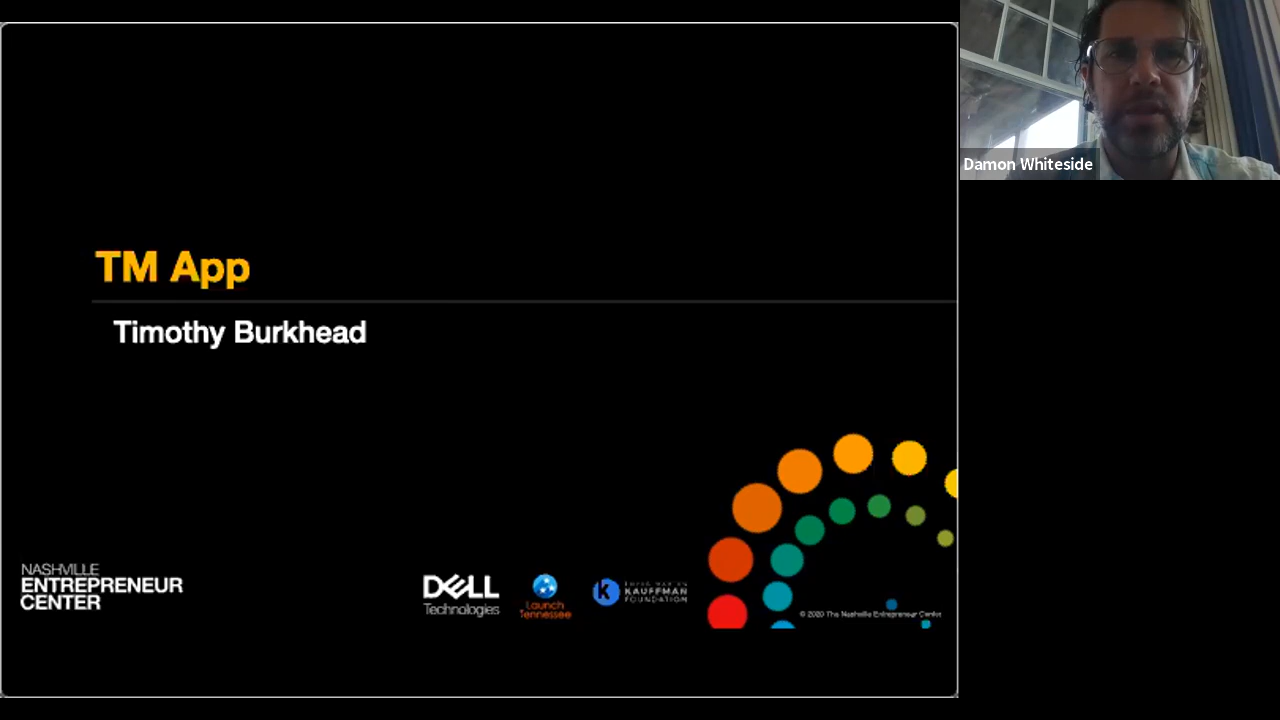 TM App
Timothy Burkhead
NASHVILLE
ENTREPRENEUR
CENTER
DELL
Technologies
Launch
Tennessee
KAUFFMAN
FOUNDATION
© 2020 The Nashville Entrepreneur Center
Damon Whiteside